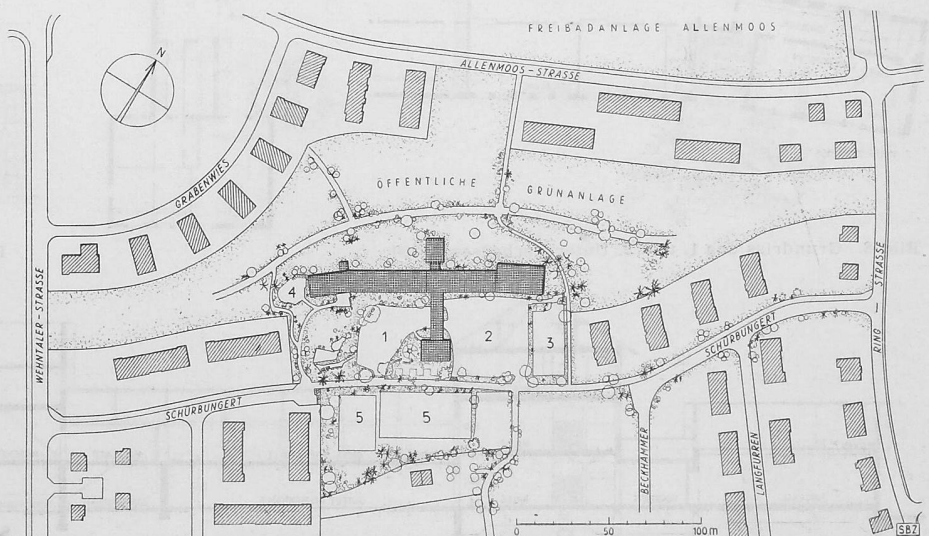 FREIBADANLAGE ALLENMOOS
N
ALLENMOOS-STRASSE
GRABENWIES
ÖFFENTLICHE GRÜNANLAGE
WEHNTALER-STRASSE
RING-STRASSE
4
1
2
3
SCHÜRBUNGERT
SCHÜRBUNGERT
5
5
BECKHAMMER
LANGFURREN
0 50 100 m
SBZ